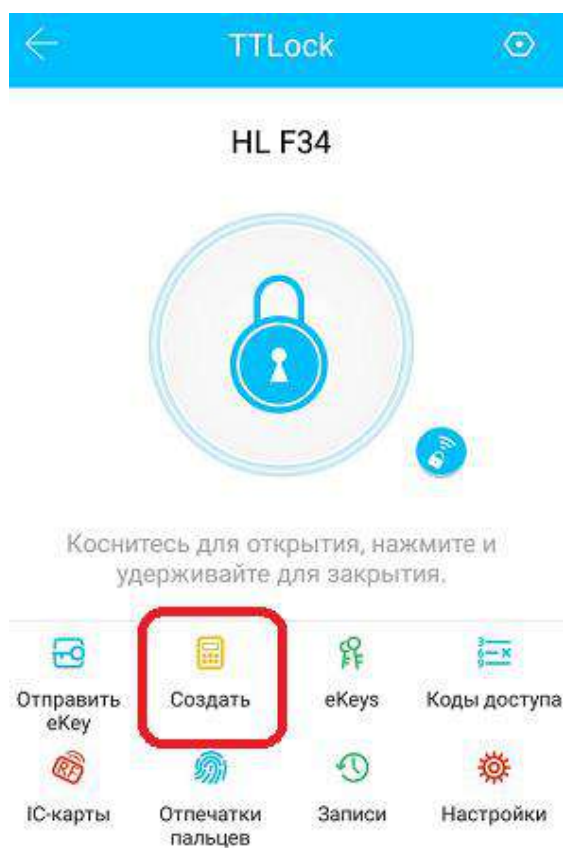 TTLock
HL F34
Коснитесь для открытия, нажмите и
удерживайте для закрытия.
Отправить
eKey
Создать
eKeys
Коды доступа
IC-карты
Отпечатки
пальцев
Записи
Настройки